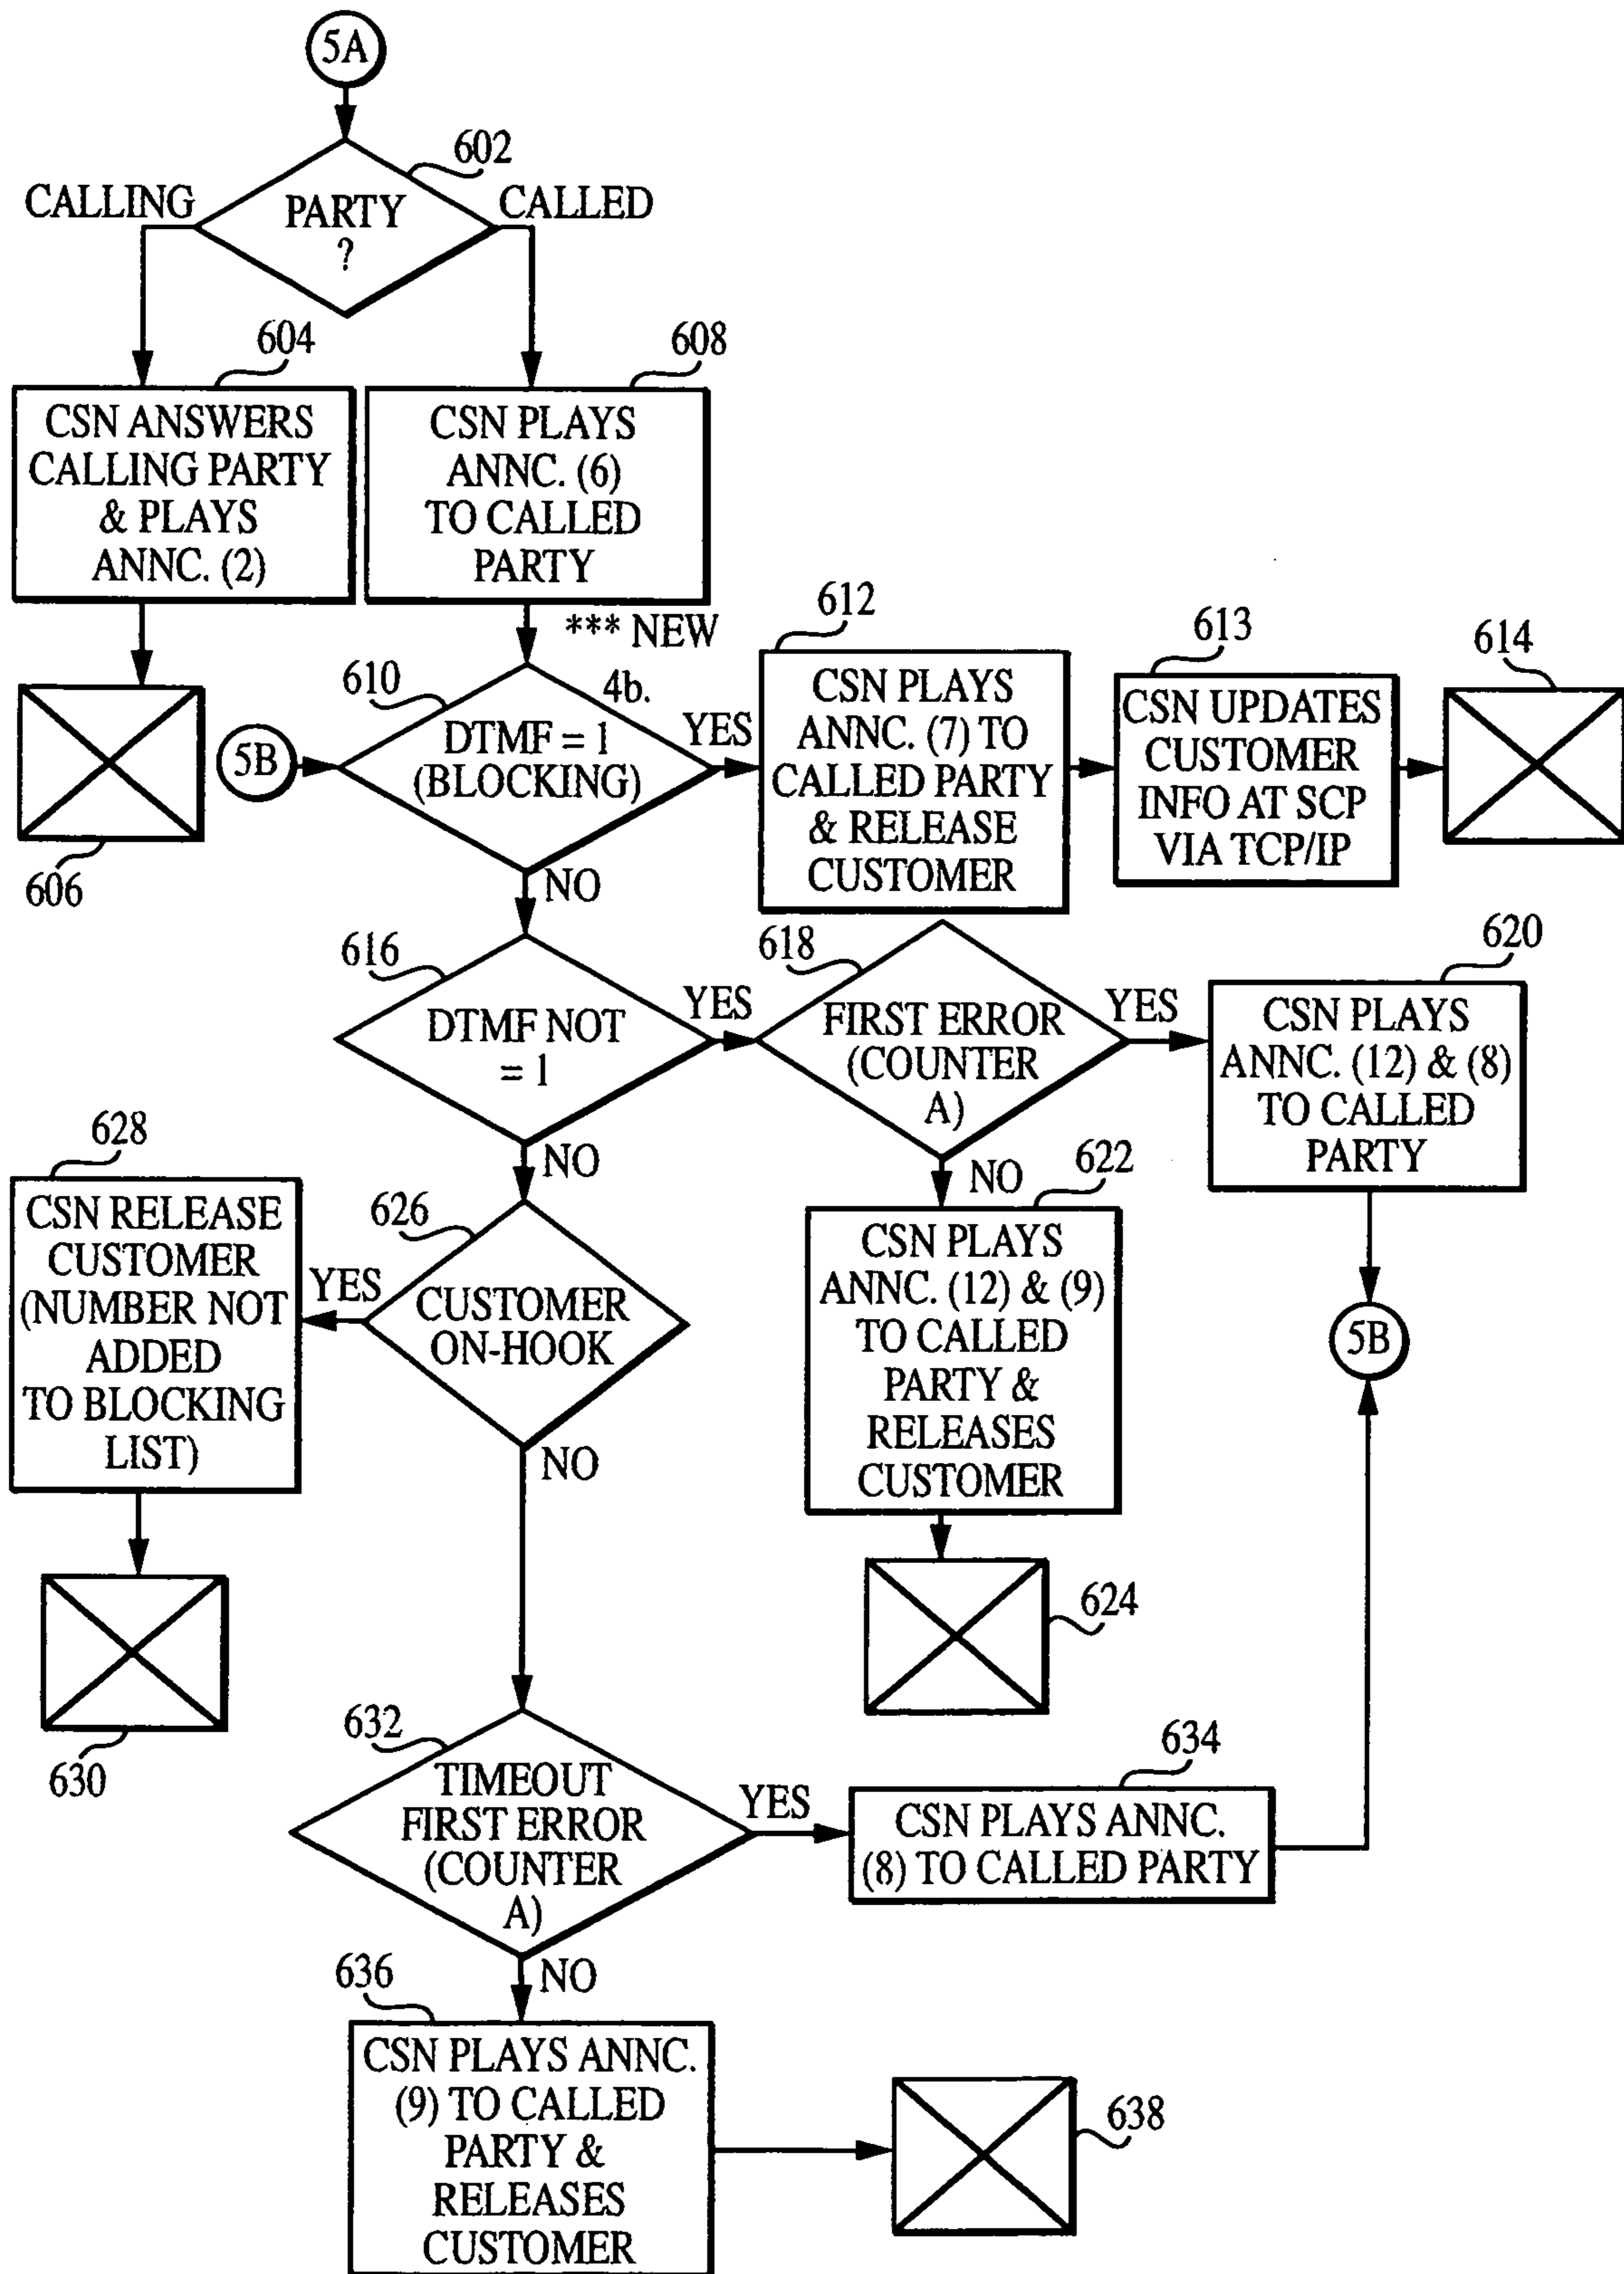 5A
602
CALLING
PARTY
?
CALLED
604
CSN ANSWERS
CALLING PARTY
& PLAYS
ANNC. (2)
608
CSN PLAYS
ANNC. (6)
TO CALLED
PARTY
*** NEW
606
5B
610
4b.
DTMF = 1
(BLOCKING)
YES
NO
612
CSN PLAYS
ANNC. (7) TO
CALLED PARTY
& RELEASE
CUSTOMER
613
CSN UPDATES
CUSTOMER
INFO AT SCP
VIA TCP/IP
614
616
DTMF NOT
= 1
YES
NO
618
FIRST ERROR
(COUNTER
A)
YES
NO
620
CSN PLAYS
ANNC. (12) & (8)
TO CALLED
PARTY
5B
622
CSN PLAYS
ANNC. (12) & (9)
TO CALLED
PARTY &
RELEASES
CUSTOMER
624
626
CUSTOMER
ON-HOOK
YES
NO
628
CSN RELEASE
CUSTOMER
(NUMBER NOT
ADDED
TO BLOCKING
LIST)
630
632
TIMEOUT
FIRST ERROR
(COUNTER
A)
YES
NO
634
CSN PLAYS ANNC.
(8) TO CALLED PARTY
636
CSN PLAYS ANNC.
(9) TO CALLED
PARTY &
RELEASES
CUSTOMER
638